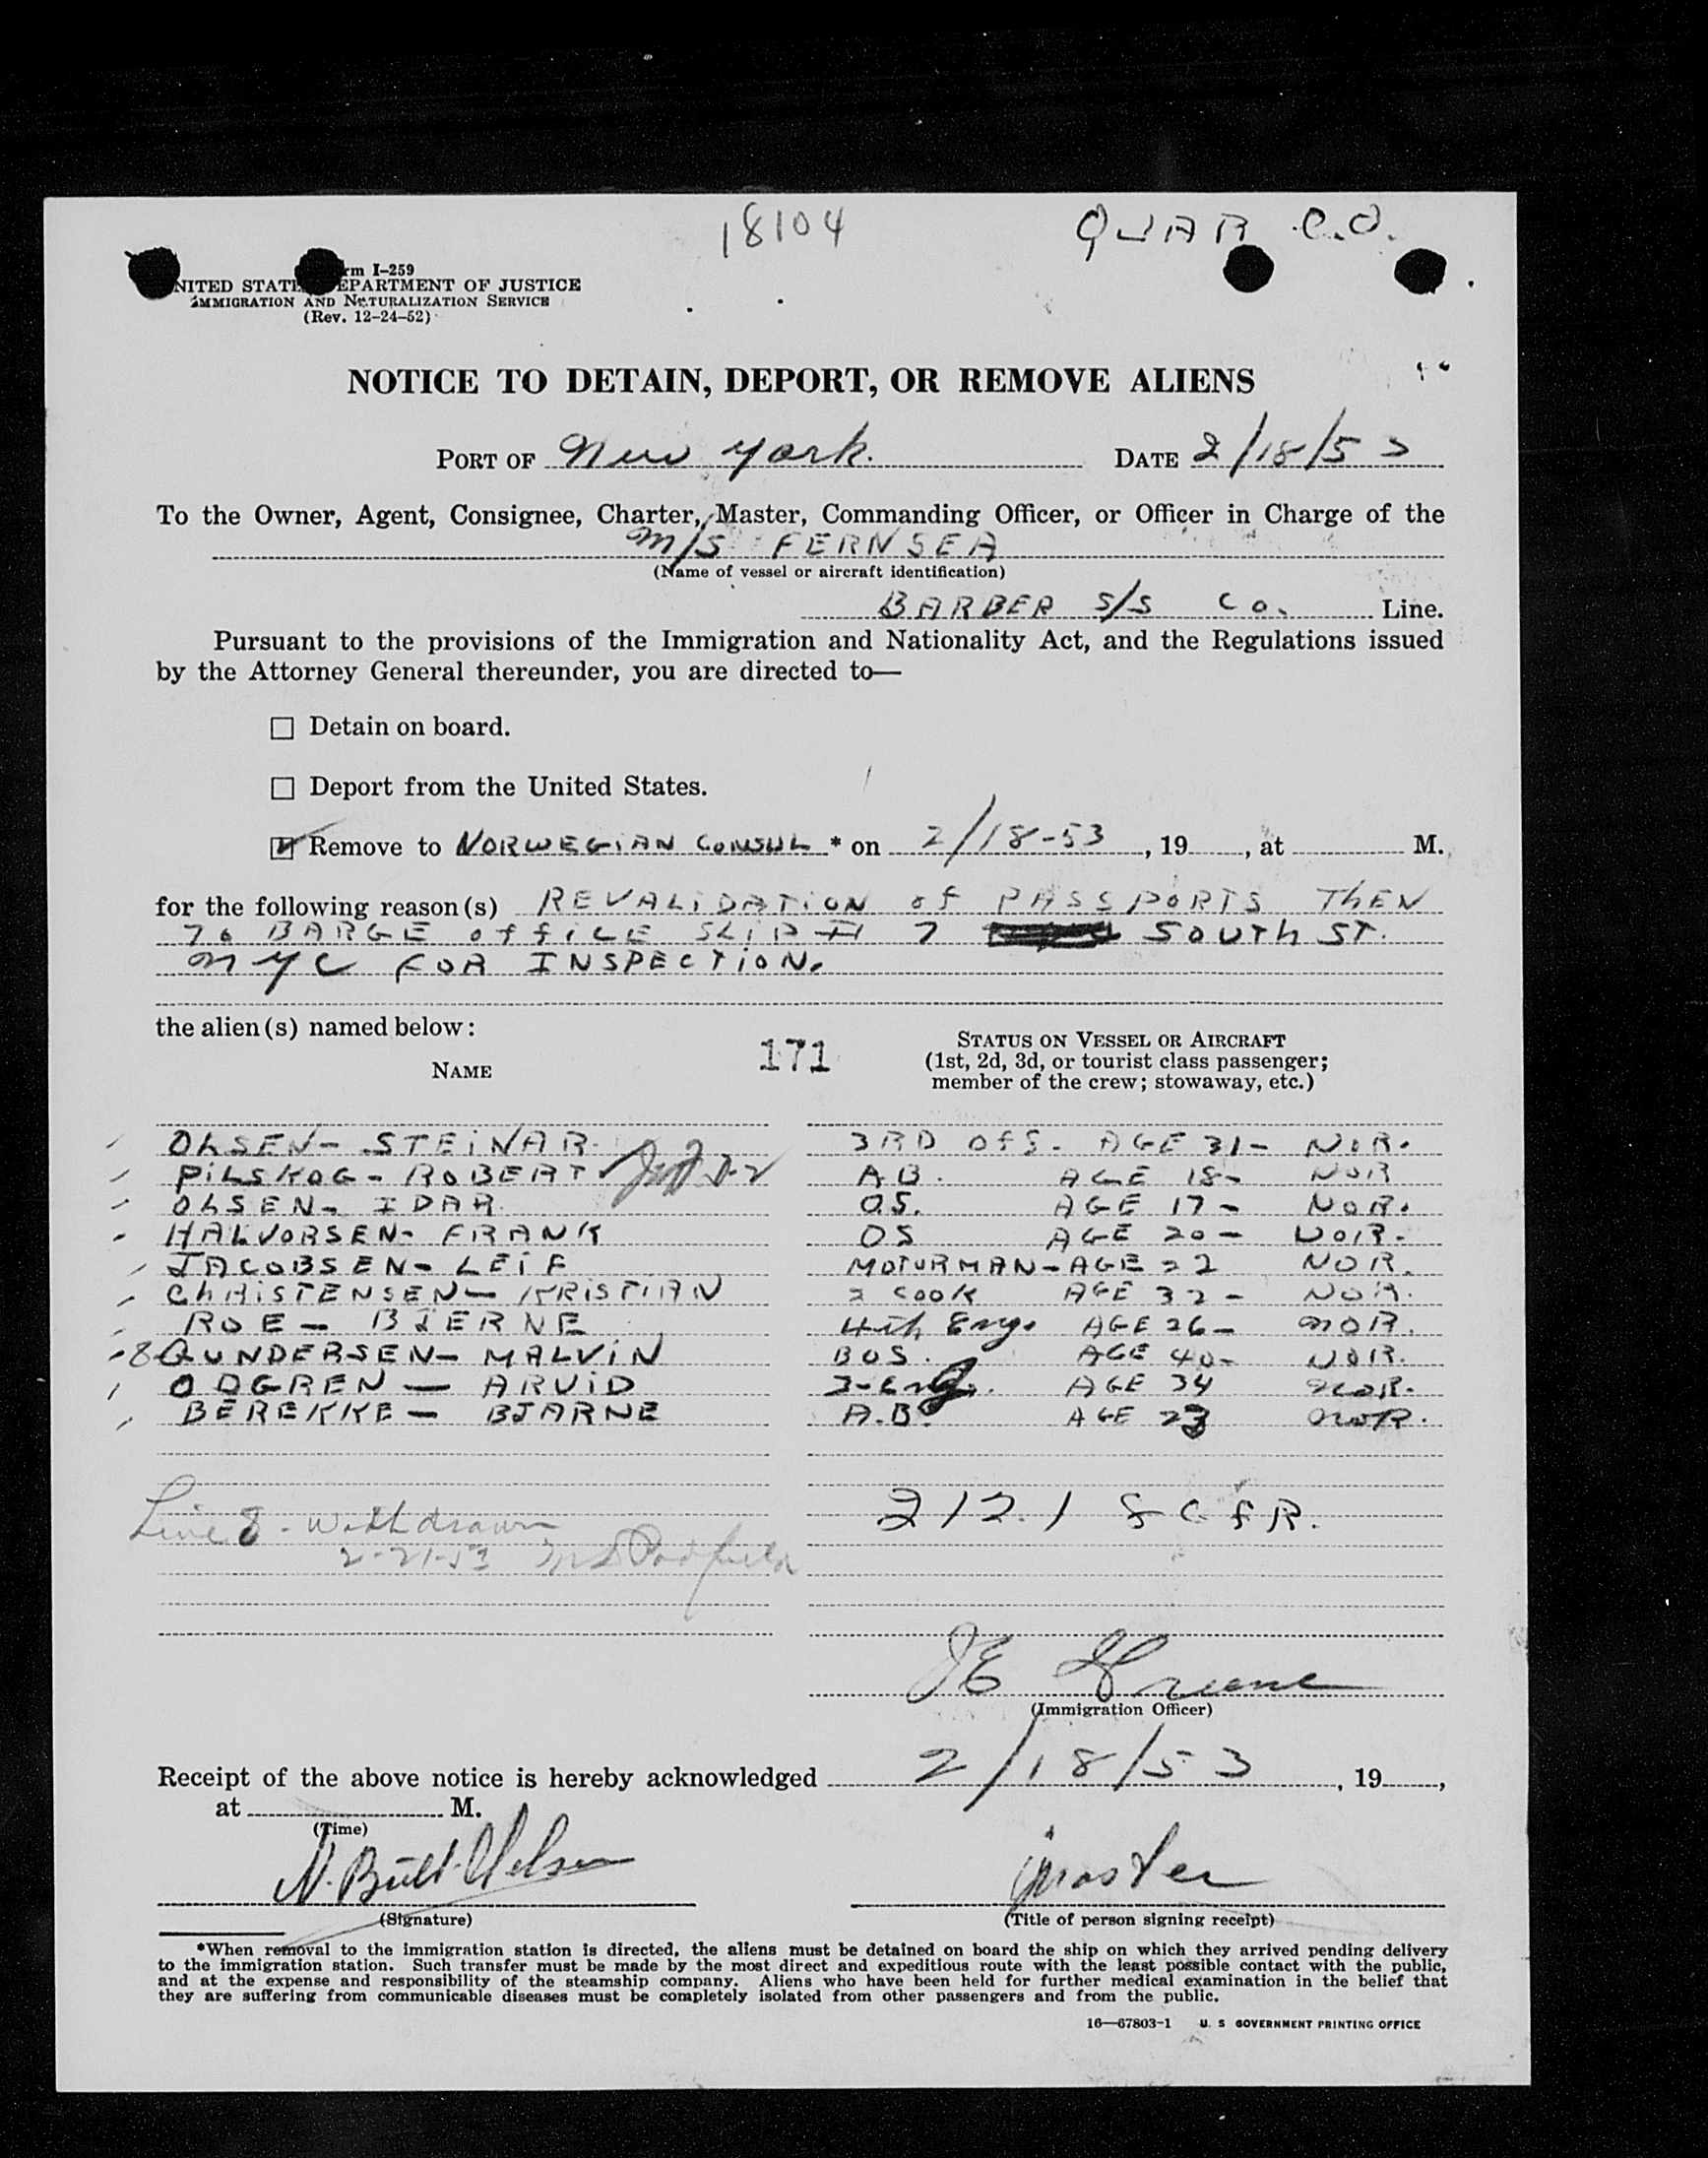 18104 QUAR C.O.
rm I-259
NITED STATE EPARTMENT OF JUSTICE
IMMIGRATION AND NATURALIZATION SERVICE
(Rev. 12-24-52)
NOTICE TO DETAIN, DEPORT, OR REMOVE ALIENS
PORT OF New York. DATE 2/18/53
To the Owner, Agent, Consignee, Charter, Master, Commanding Officer, or Officer in Charge of the
M/S FERNSEA
(Name of vessel or aircraft identification)
BARBER S/S Co. Line.
Pursuant to the provisions of the Immigration and Nationality Act, and the Regulations issued
by the Attorney General thereunder, you are directed to—
Detain on board.
Deport from the United States.
Remove to NORWEGIAN CONSUL * on 2/18-53, 19 , at M.
for the following reason(s) REVALIDATION of PASSPORTS THEN
To BARGE office SLIP # 7 SOUTH ST.
NYC FOR INSPECTION.
the alien(s) named below:
171
NAME
STATUS ON VESSEL OR AIRCRAFT
(1st, 2d, 3d, or tourist class passenger;
member of the crew; stowaway, etc.)
OLSEN- STEINAR. 3RD OFF. AGE 31- NOR.
PILSKOG- ROBERT AB. AGE 18- NOR
OLSEN- IDAR O.S. AGE 17- NOR.
HALVORSEN- FRANK OS AGE 20- NOR.
JACOBSEN- LEIF MOTORMAN- AGE 22 NOR.
CHRISTENSEN- KRISTIAN 2 COOK AGE 32- NOR.
ROE- BJERNE 4th Eng. AGE 26- NOR.
8 GUNDERSEN- MALVIN BOS. AGE 40- NOR.
ODGREN- ARVID 3-Eng. AGE 34 NOR.
BEREKKE- BJARNE A.B. AGE 23 NOR.
212.1 8 CFR.
Line 8 - Withdrawn
2-21-53
J E Greene
(Immigration Officer)
Receipt of the above notice is hereby acknowledged 2/18/53, 19 ,
at M.
(Time)
N. Bull-Nelson master
(Signature) (Title of person signing receipt)
*When removal to the immigration station is directed, the aliens must be detained on board the ship on which they arrived pending delivery
to the immigration station. Such transfer must be made by the most direct and expeditious route with the least possible contact with the public,
and at the expense and responsibility of the steamship company. Aliens who have been held for further medical examination in the belief that
they are suffering from communicable diseases must be completely isolated from other passengers and from the public.
16—67803-1 U. S GOVERNMENT PRINTING OFFICE